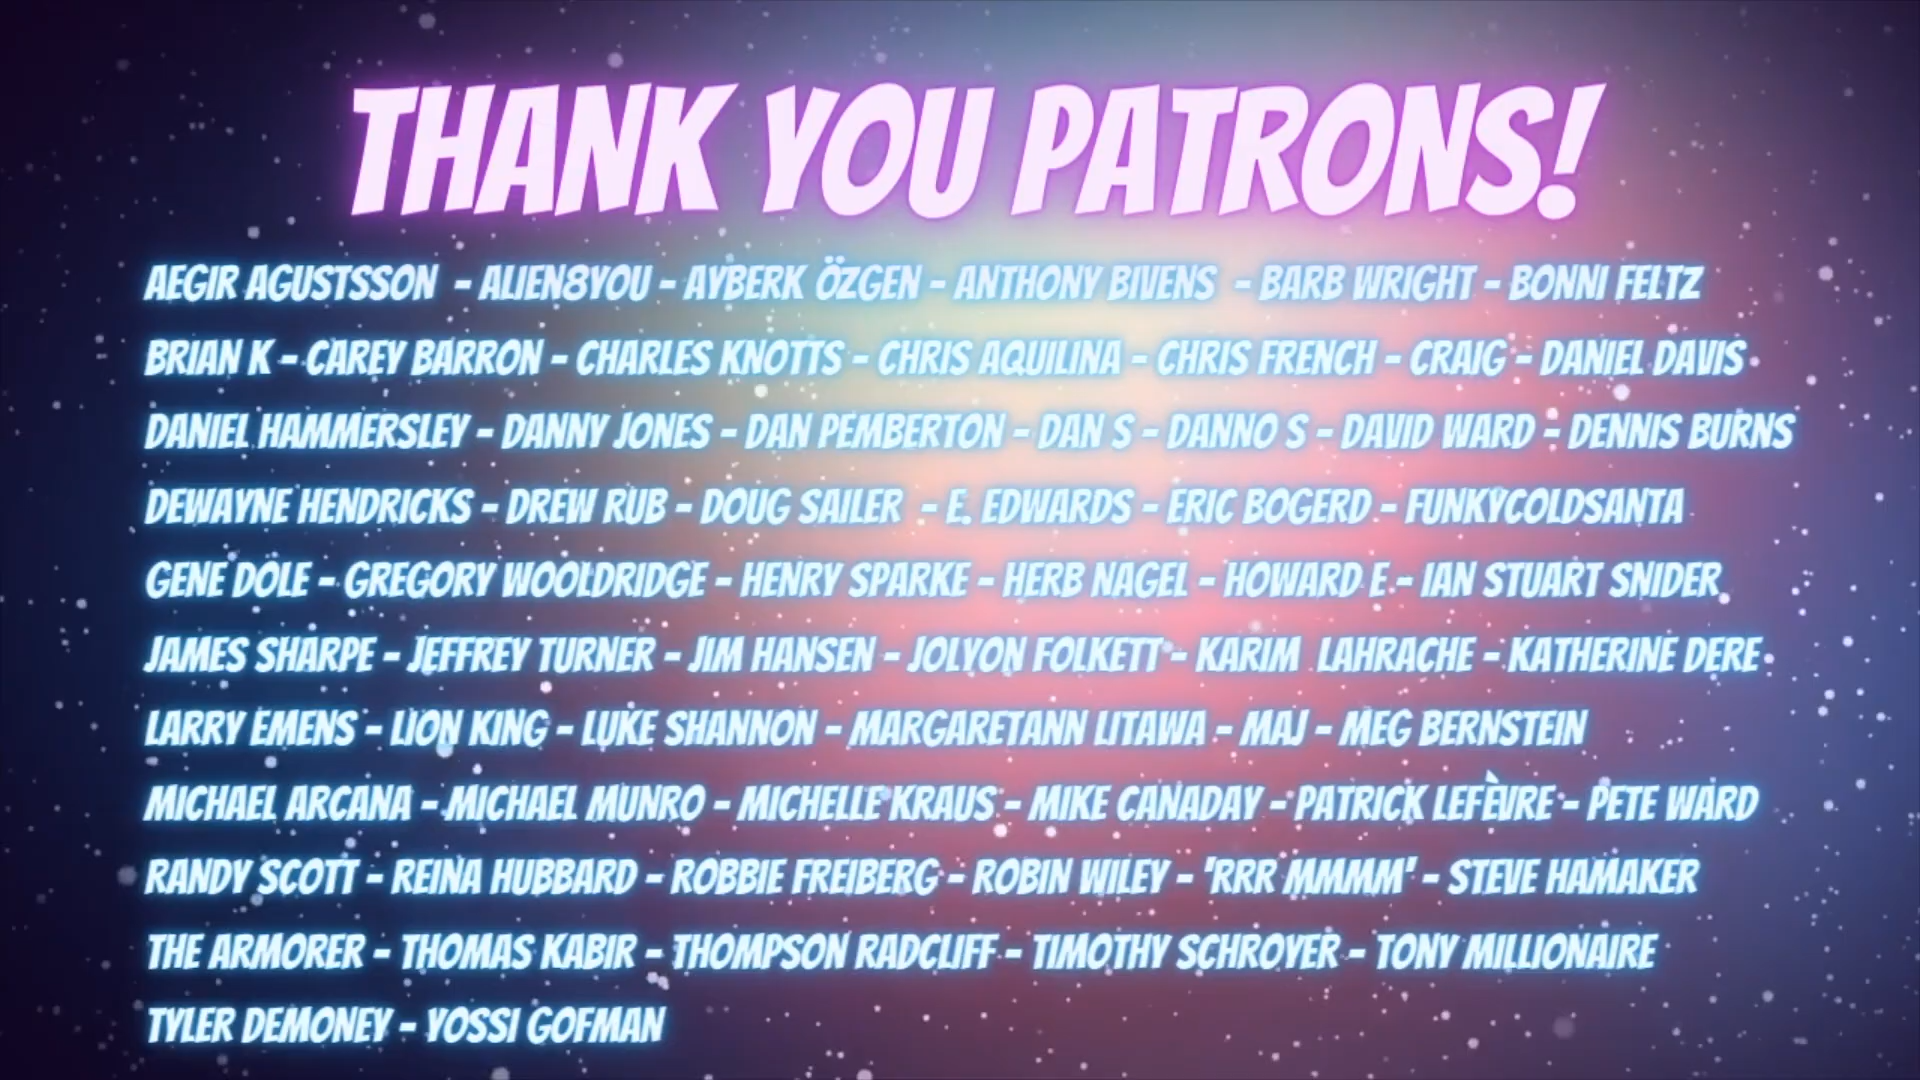 THANK YOU PATRONS!
AEGIR AGUSTSSON - ALIEN8YOU - AYBERK ÖZGEN - ANTHONY BIVENS - BARB WRIGHT - BONNI FELTZ
BRIAN K - CAREY BARRON - CHARLES KNOTTS - CHRIS AQUILINA - CHRIS FRENCH - CRAIG - DANIEL DAVIS
DANIEL HAMMERSLEY - DANNY JONES - DAN PEMBERTON - DAN S - DANNO S - DAVID WARD - DENNIS BURNS
DEWAYNE HENDRICKS - DREW RUB - DOUG SAILER - E. EDWARDS - ERIC BOGERD - FUNKYCOLDSANTA
GENE DOLE - GREGORY WOOLDRIDGE - HENRY SPARKE - HERB NAGEL - HOWARD E - IAN STUART SNIDER
JAMES SHARPE - JEFFREY TURNER - JIM HANSEN - JOLYON FOLKETT - KARIM LAHRACHE - KATHERINE DERE
LARRY EMENS - LION KING - LUKE SHANNON - MARGARETANN LITAWA - MAJ - MEG BERNSTEIN
MICHAEL ARCANA - MICHAEL MUNRO - MICHELLE KRAUS - MIKE CANADAY - PATRICK LEFÈVRE - PETE WARD
RANDY SCOTT - REINA HUBBARD - ROBBIE FREIBERG - ROBIN WILEY - 'RRR MMMM' - STEVE HAMAKER
THE ARMORER - THOMAS KABIR - THOMPSON RADCLIFF - TIMOTHY SCHROYER - TONY MILLIONAIRE
TYLER DEMONEY - YOSSI GOFMAN